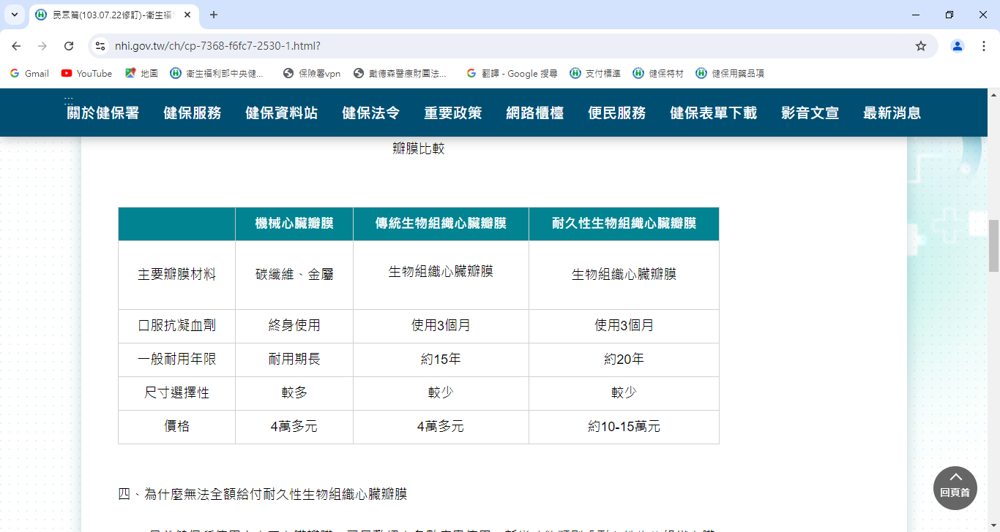 民眾篇(103.07.22修訂)-衛生福
nhi.gov.tw/ch/cp-7368-f6fc7-2530-1.html?
Gmail YouTube 地圖 衛生福利部中央健... 保險署vpn 戴德森醫療財團法... 翻譯 - Google 搜尋 支付標準 健保特材 健保用藥品項
:::
關於健保署 健保服務 健保資料站 健保法令 重要政策 網路櫃檯 便民服務 健保表單下載 影音文宣 最新消息
瓣膜比較
機械心臟瓣膜 傳統生物組織心臟瓣膜 耐久性生物組織心臟瓣膜
主要瓣膜材料 碳纖維、金屬 生物組織心臟瓣膜 生物組織心臟瓣膜
口服抗凝血劑 終身使用 使用3個月 使用3個月
一般耐用年限 耐用期長 約15年 約20年
尺寸選擇性 較多 較少 較少
價格 4萬多元 4萬多元 約10-15萬元
四、為什麼無法全額給付耐久性生物組織心臟瓣膜
回頁首